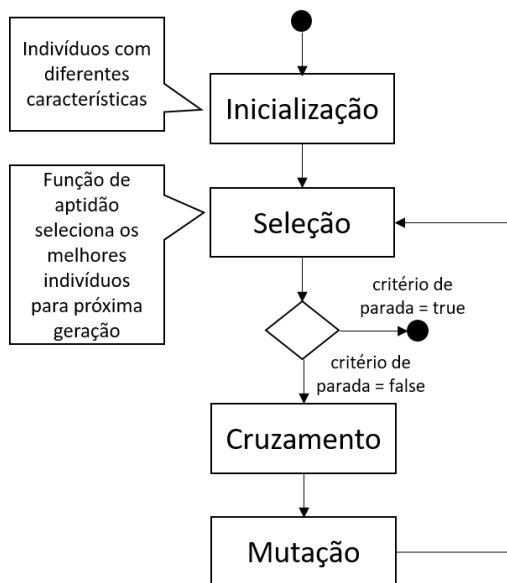 Indivíduos com
diferentes
características
Inicialização
Função de
aptidão
seleciona os
melhores
indivíduos
para próxima
geração
Seleção
critério de
parada = true
critério de
parada = false
Cruzamento
Mutação